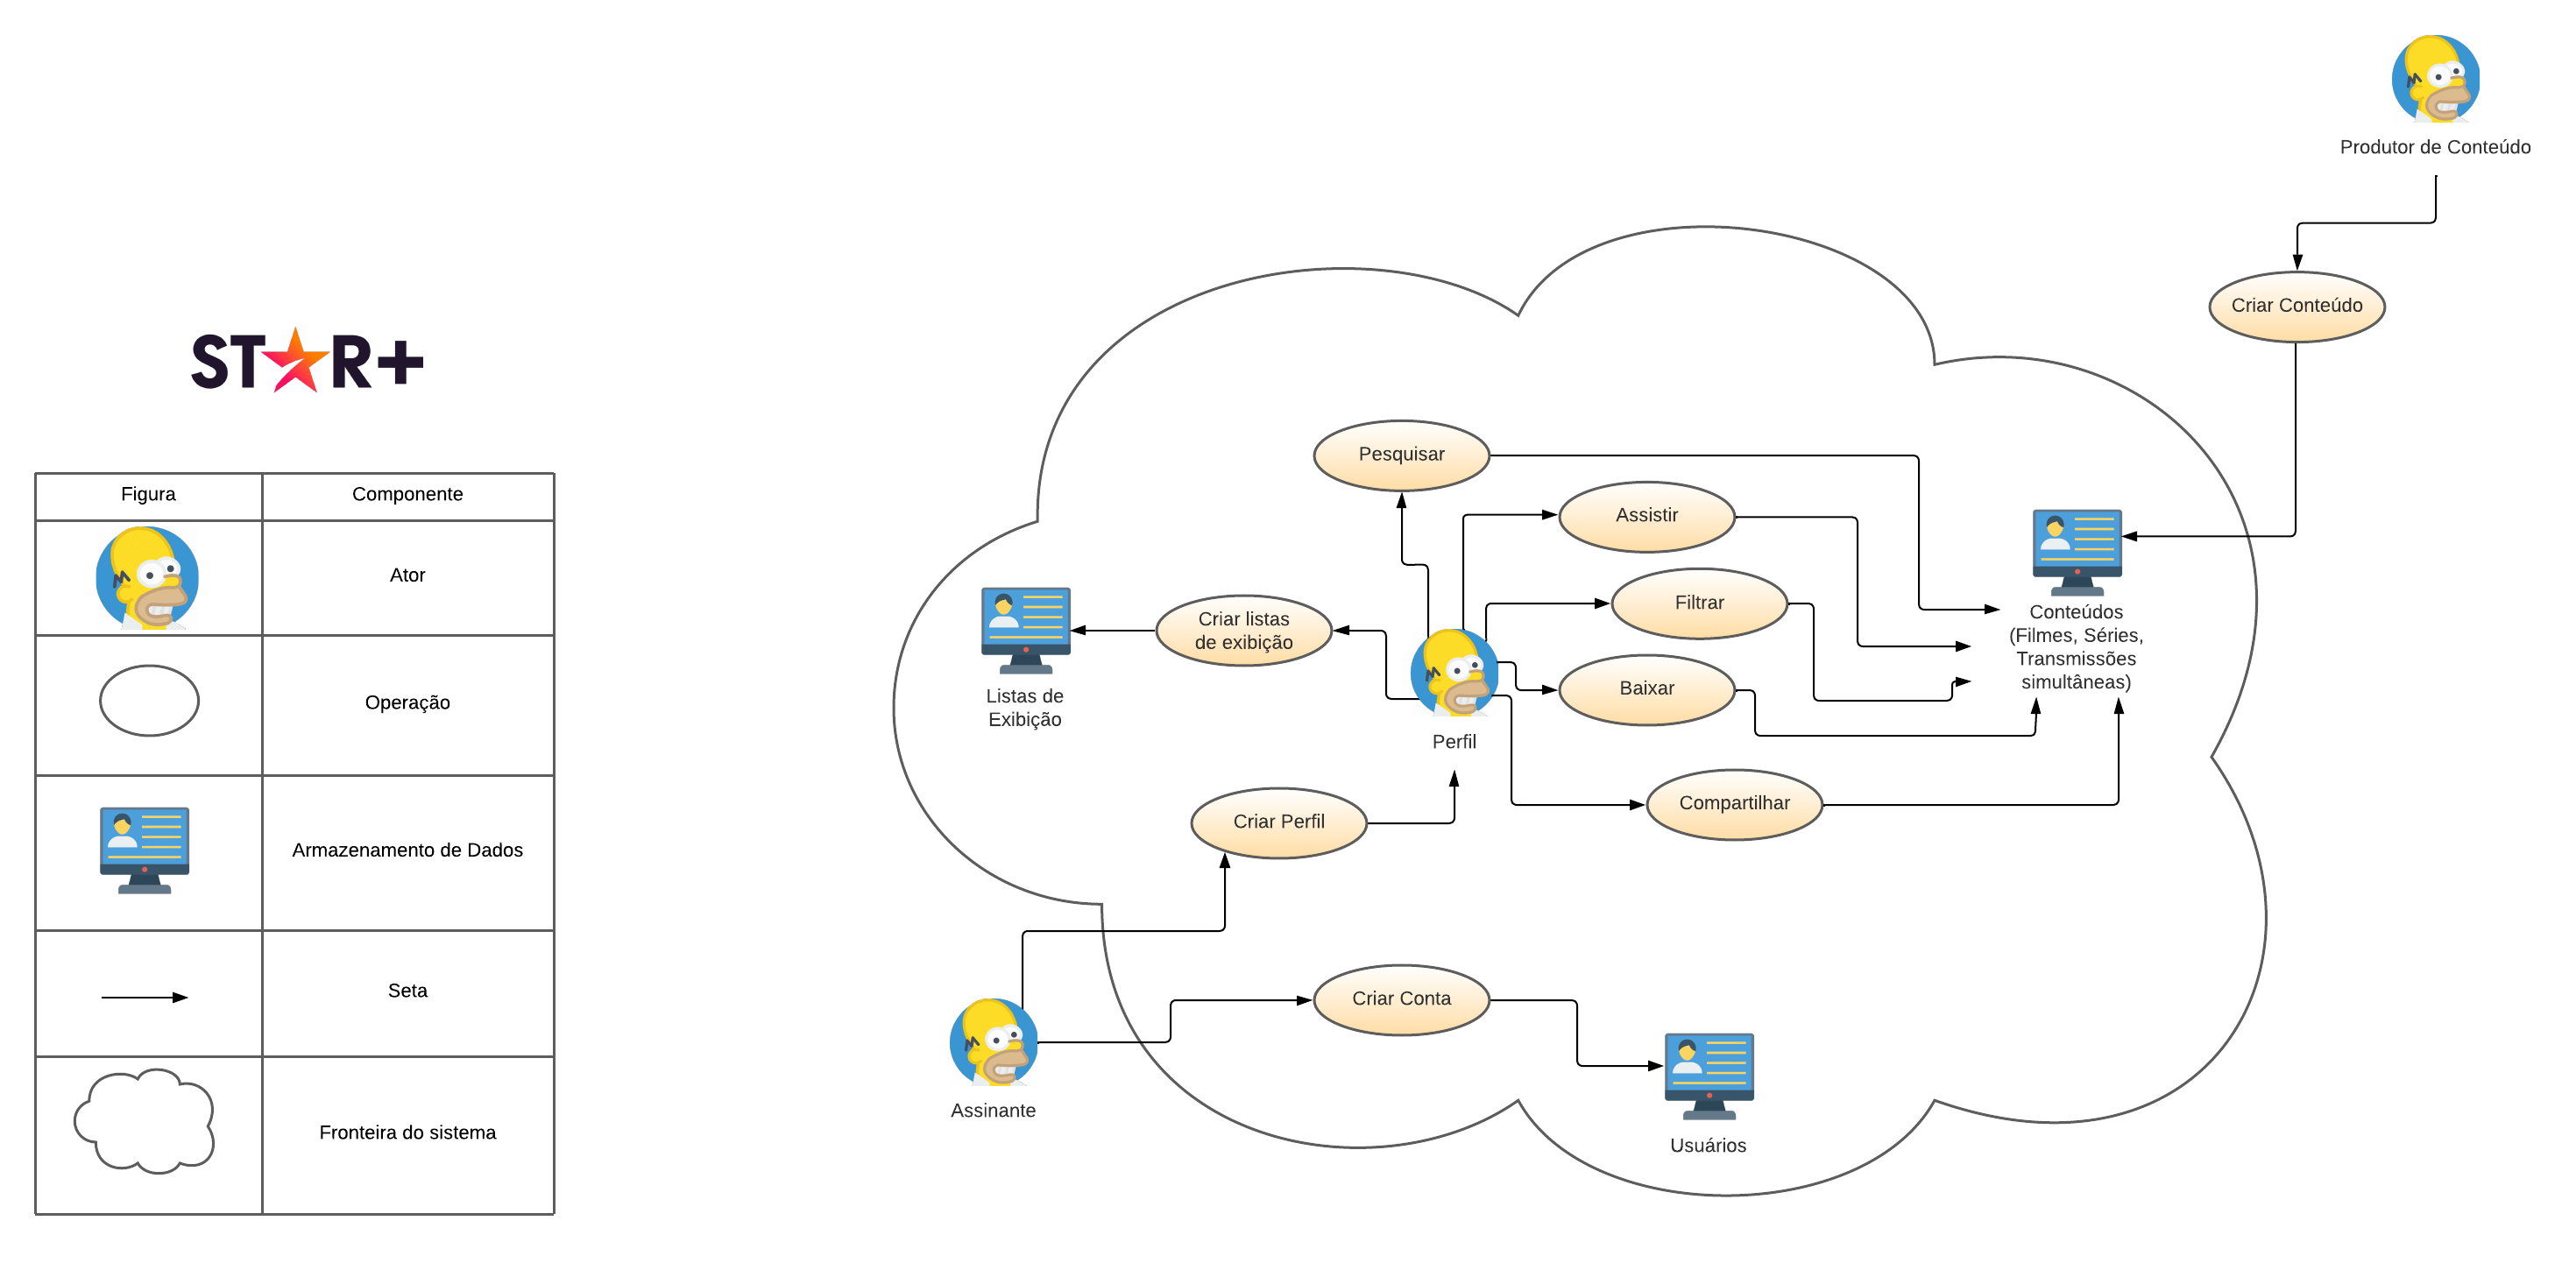 ST★R+
Figura
Componente
Ator
Operação
Armazenamento de Dados
Seta
Fronteira do sistema
Produtor de Conteúdo
Criar Conteúdo
Pesquisar
Assistir
Filtrar
Baixar
Compartilhar
Criar listas
de exibição
Listas de
Exibição
Perfil
Conteúdos
(Filmes, Séries,
Transmissões
simultâneas)
Criar Perfil
Criar Conta
Assinante
Usuários